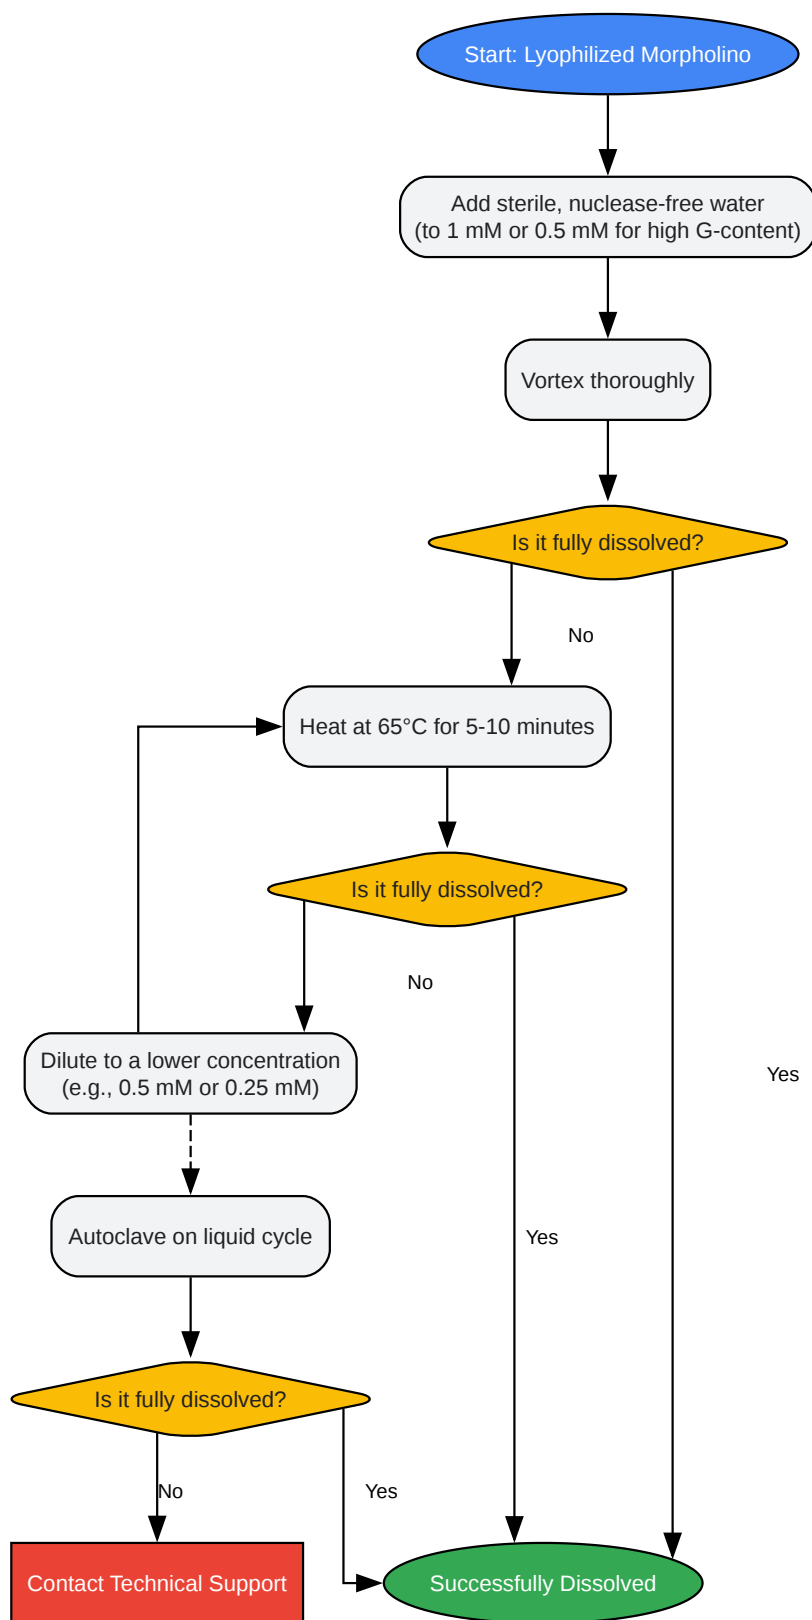 Start: Lyophilized Morpholino
Add sterile, nuclease-free water
(to 1 mM or 0.5 mM for high G-content)
Vortex thoroughly
Is it fully dissolved?
No
Heat at 65°C for 5-10 minutes
Is it fully dissolved?
No
Dilute to a lower concentration
(e.g., 0.5 mM or 0.25 mM)
Yes
Autoclave on liquid cycle
Yes
Is it fully dissolved?
No
Yes
Contact Technical Support
Successfully Dissolved